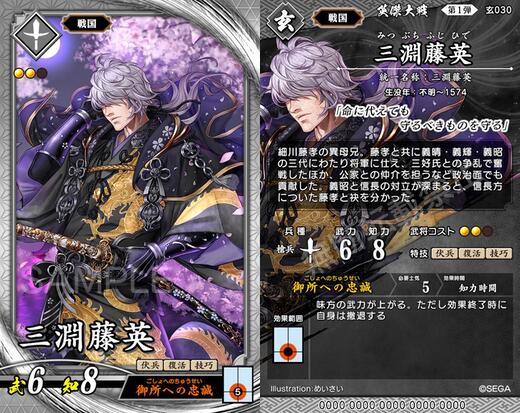 戦国
三淵藤英
伏兵 復活 技巧
武6 知8
ごしょへのちゅうせい
御所への忠誠
5
SAMPLE
玄
戦国
英傑大戦
第1弾
玄030
みつ ぶち ふじ ひで
三淵藤英
統一名称:三淵藤英
生没年:不明~1574
「命に代えても
守るべきものを守る」
細川藤孝の異母兄。藤孝と共に義晴・義輝・義昭
の三代にわたり将軍に仕え、三好氏との争乱で奮
戦したほか、公家との仲介を担うなど政治面でも
貢献した。義昭と信長の対立が深まると、信長方
についた藤孝と袂を分かった。
兵種 武力 知力 武将コスト
槍兵 6 8
特技 伏兵 復活 技巧
ごしょへのちゅうせい 必要士気 効果時間
御所への忠誠 5 知力時間
効果範囲
味方の武力が上がる。ただし効果終了時に
自身は撤退する
Illustration:めいさい
©SEGA
0000-0000-0000-0000-0000-0000